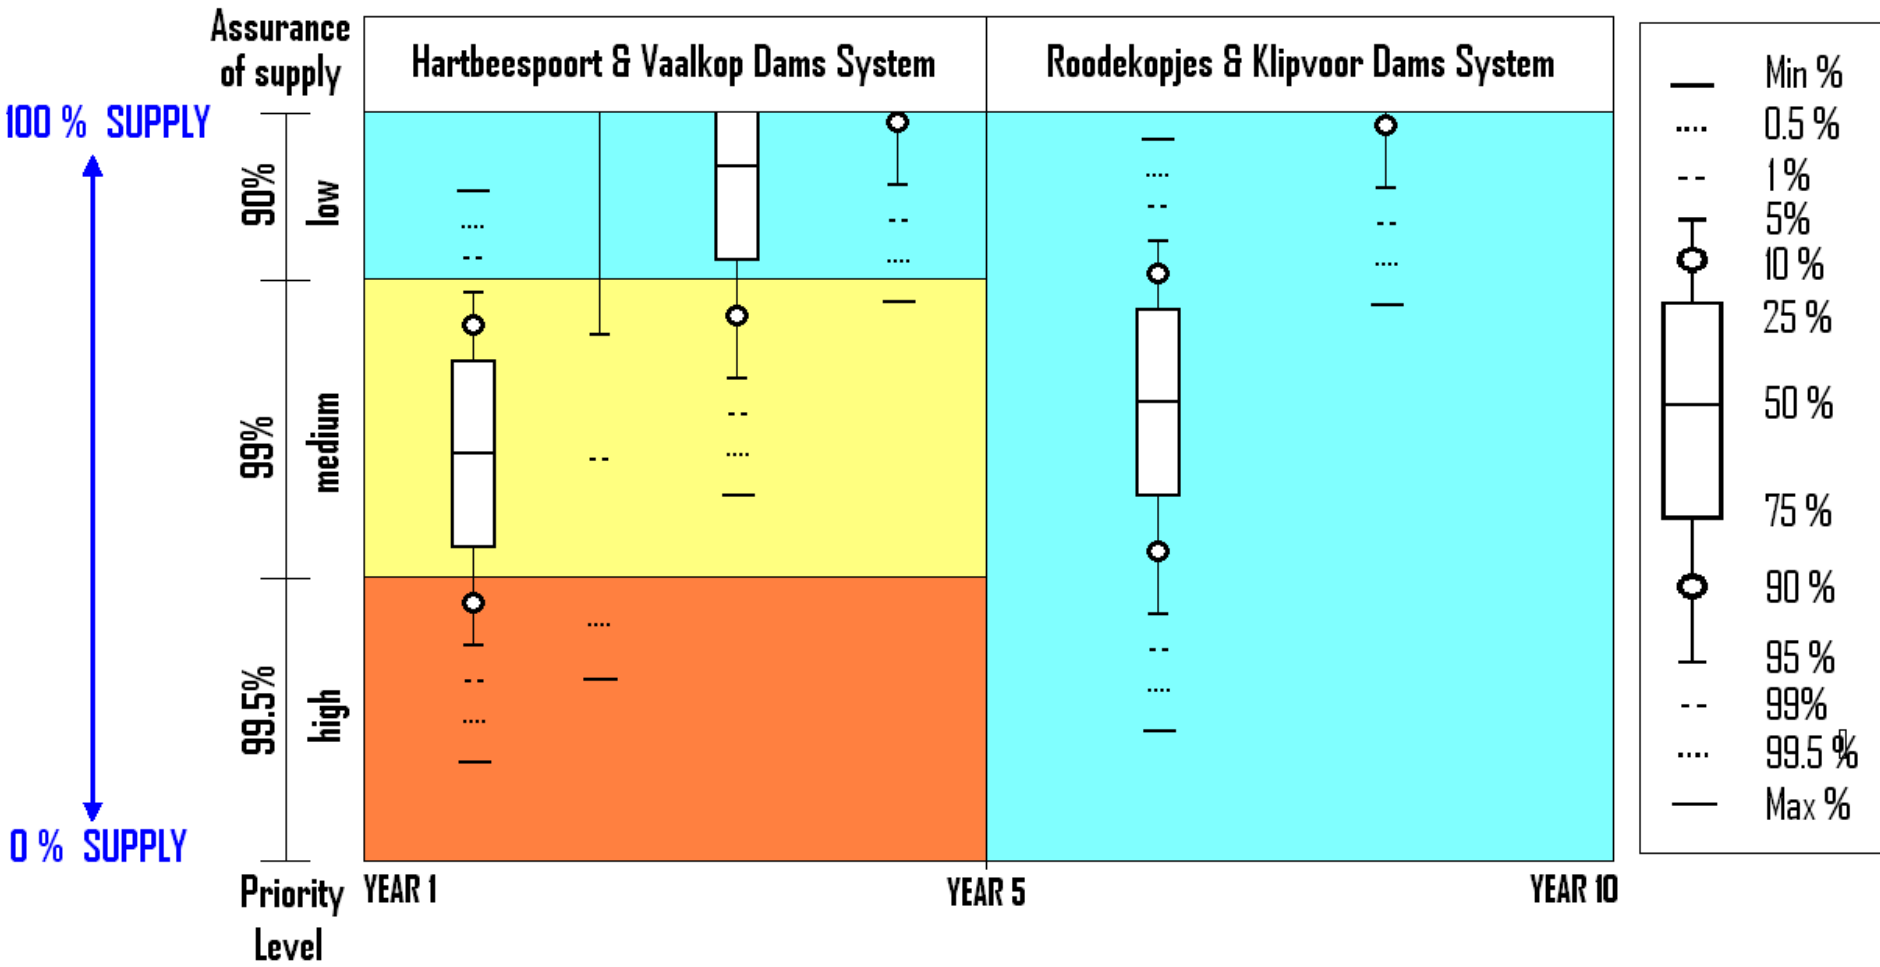 Assurance
of supply
Hartbeespoort & Vaalkop Dams System
Roodekopjes & Klipvoor Dams System
100 % SUPPLY
0 % SUPPLY
90%
low
99%
medium
99.5%
high
Priority
Level
YEAR 1
YEAR 5
YEAR 10
Min %
0.5 %
1 %
5%
10 %
25 %
50 %
75 %
90 %
95 %
99%
99.5 %
Max %